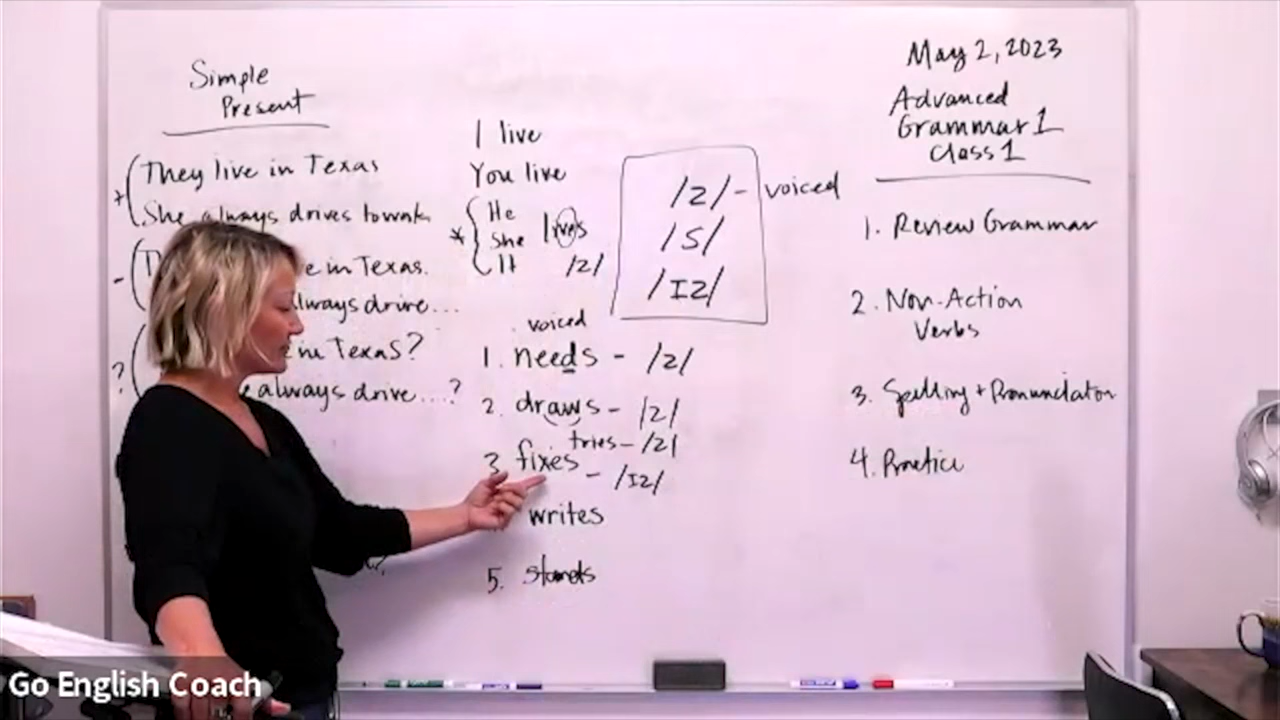 Simple
Present
+ They live in Texas
She always drives to work.
- e in Texas.
lways drive...
? e in Texas?
e always drive....?
I live
You live
* He
She lives
It /z/
/z/ - voiced
/S/
/Iz/
voiced
1. needs - /z/
2. draws - /z/
tries - /z/
3. fixes - /Iz/
writes
5.
May 2, 2023
Advanced
Grammar 1
Class 1
1. Review Grammar
2. Non-Action
Verbs
3. Spelling + Pronunciation
4. Practice
Go English Coach